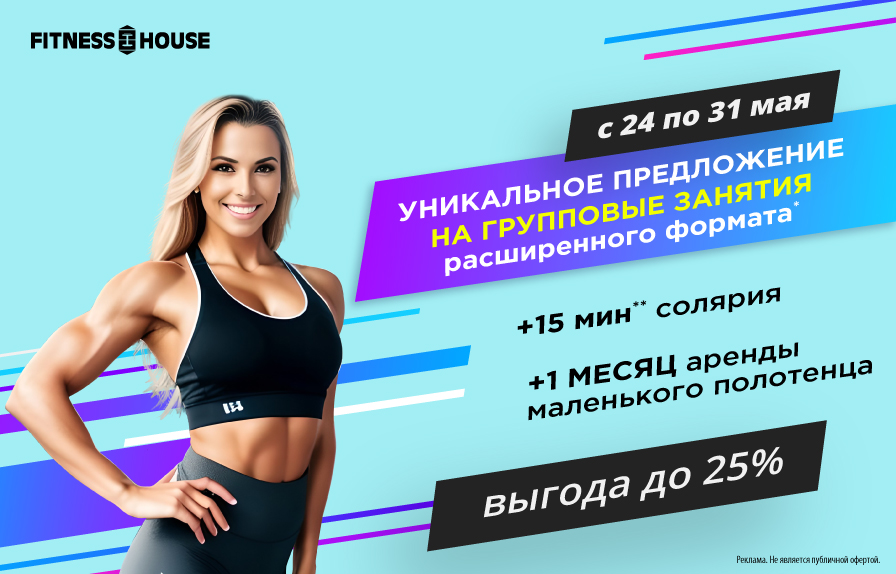 FITNESS HOUSE
с 24 по 31 мая
УНИКАЛЬНОЕ ПРЕДЛОЖЕНИЕ
НА ГРУППОВЫЕ ЗАНЯТИЯ
расширенного формата*
+15 мин** солярия
+1 МЕСЯЦ аренды
маленького полотенца
выгода до 25%
Реклама. Не является публичной офертой.